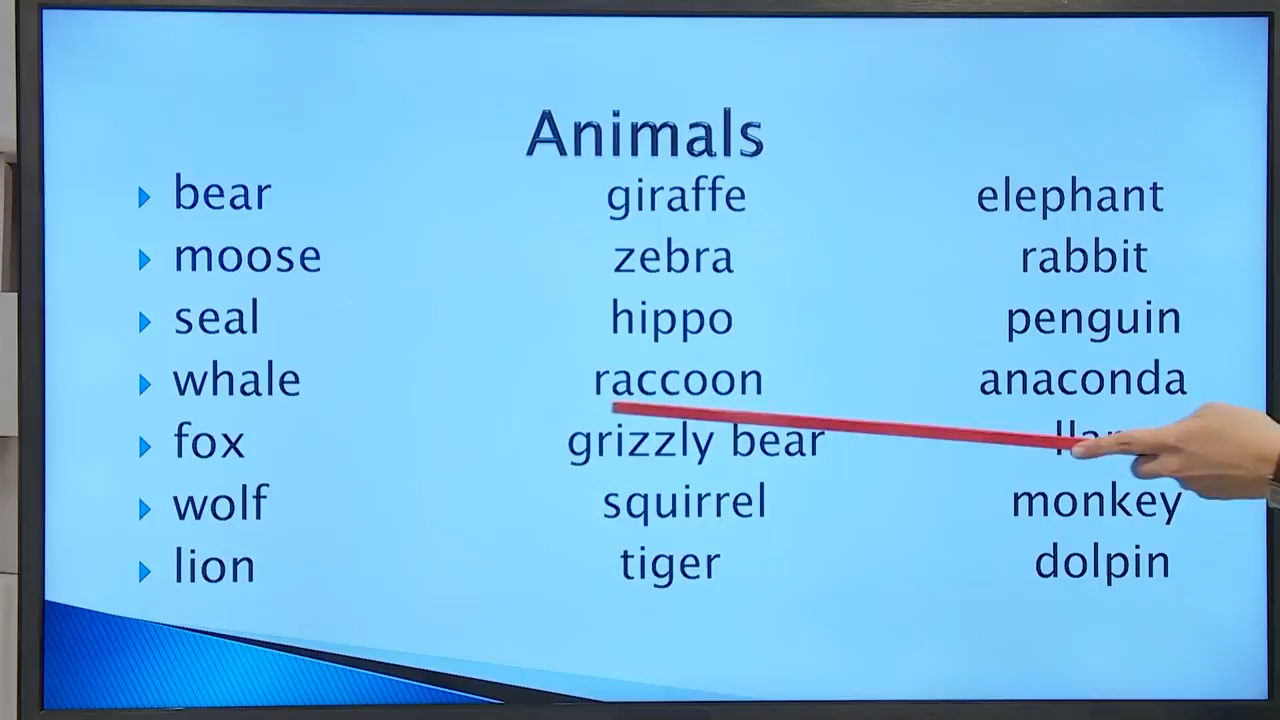 Animals
bear giraffe elephant
moose zebra rabbit
seal hippo penguin
whale raccoon anaconda
fox grizzly bear
wolf squirrel monkey
lion tiger dolpin